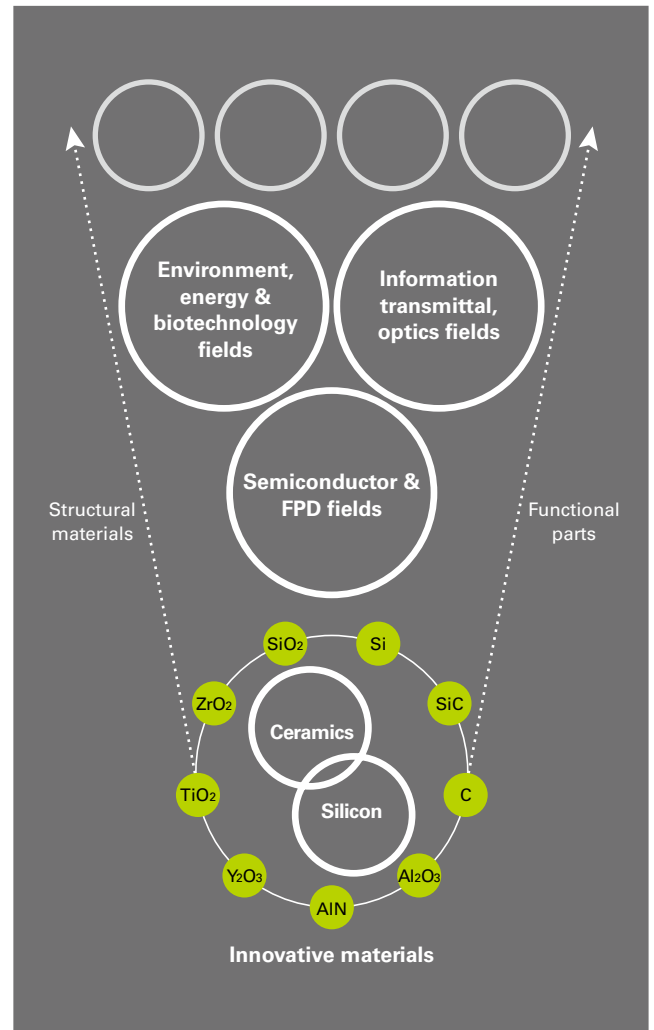 Environment,
energy &
biotechnology
fields
Information
transmittal,
optics fields
Semiconductor &
FPD fields
Structural
materials
Functional
parts
SiO2
Si
ZrO2
SiC
Ceramics
TiO2
C
Silicon
Y2O3
Al2O3
AlN
Innovative materials